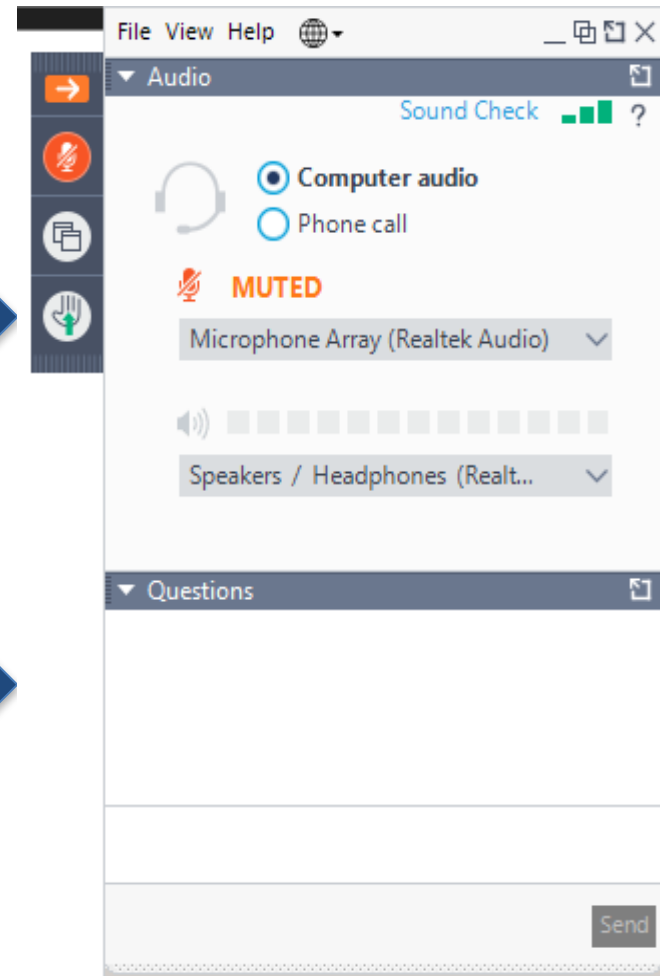 File View Help
Audio
Sound Check ?
Computer audio
Phone call
MUTED
Microphone Array (Realtek Audio)
Speakers / Headphones (Realt...
Questions
Send